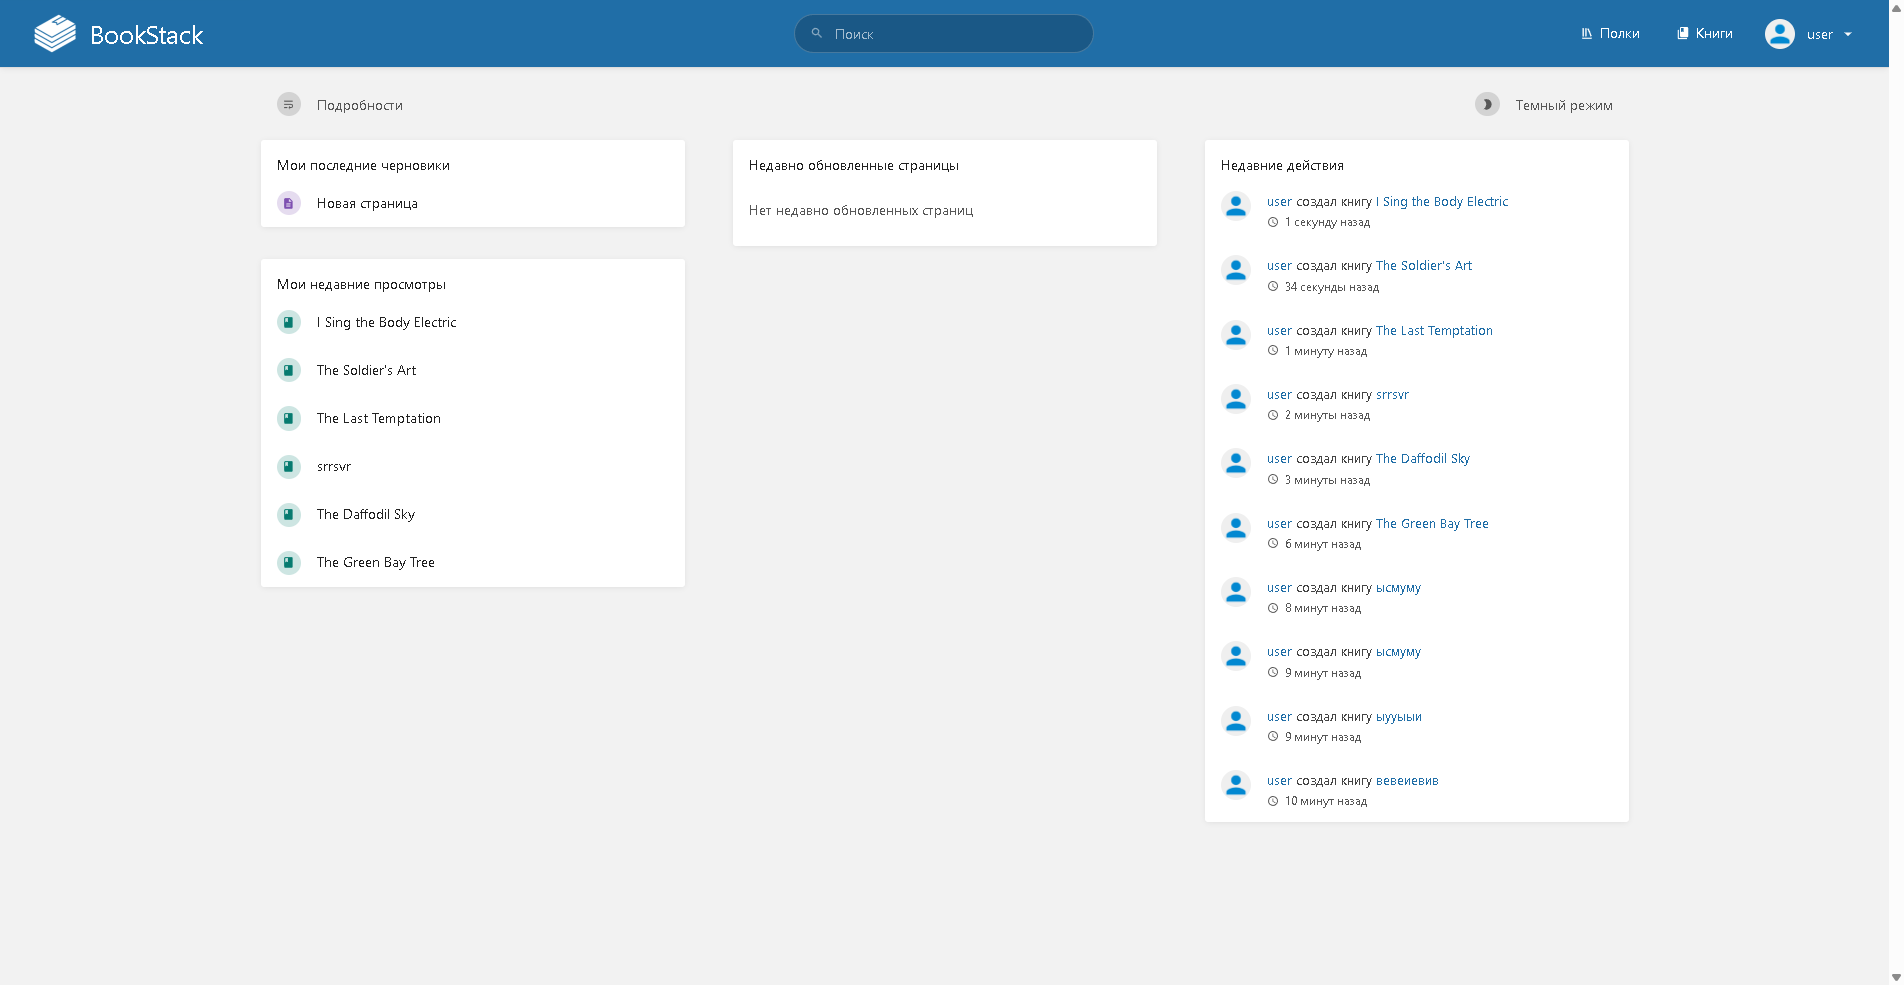 BookStack
Поиск
Полки
Книги
user
Подробности
Темный режим
Мои последние черновики
Новая страница
Мои недавние просмотры
I Sing the Body Electric
The Soldier's Art
The Last Temptation
srrsvr
The Daffodil Sky
The Green Bay Tree
Недавно обновленные страницы
Нет недавно обновленных страниц
Недавние действия
user создал книгу I Sing the Body Electric
1 секунду назад
user создал книгу The Soldier's Art
34 секунды назад
user создал книгу The Last Temptation
1 минуту назад
user создал книгу srrsvr
2 минуты назад
user создал книгу The Daffodil Sky
3 минуты назад
user создал книгу The Green Bay Tree
6 минут назад
user создал книгу ысмуму
8 минут назад
user создал книгу ысмуму
9 минут назад
user создал книгу ыууыыи
9 минут назад
user создал книгу вевеиевив
10 минут назад